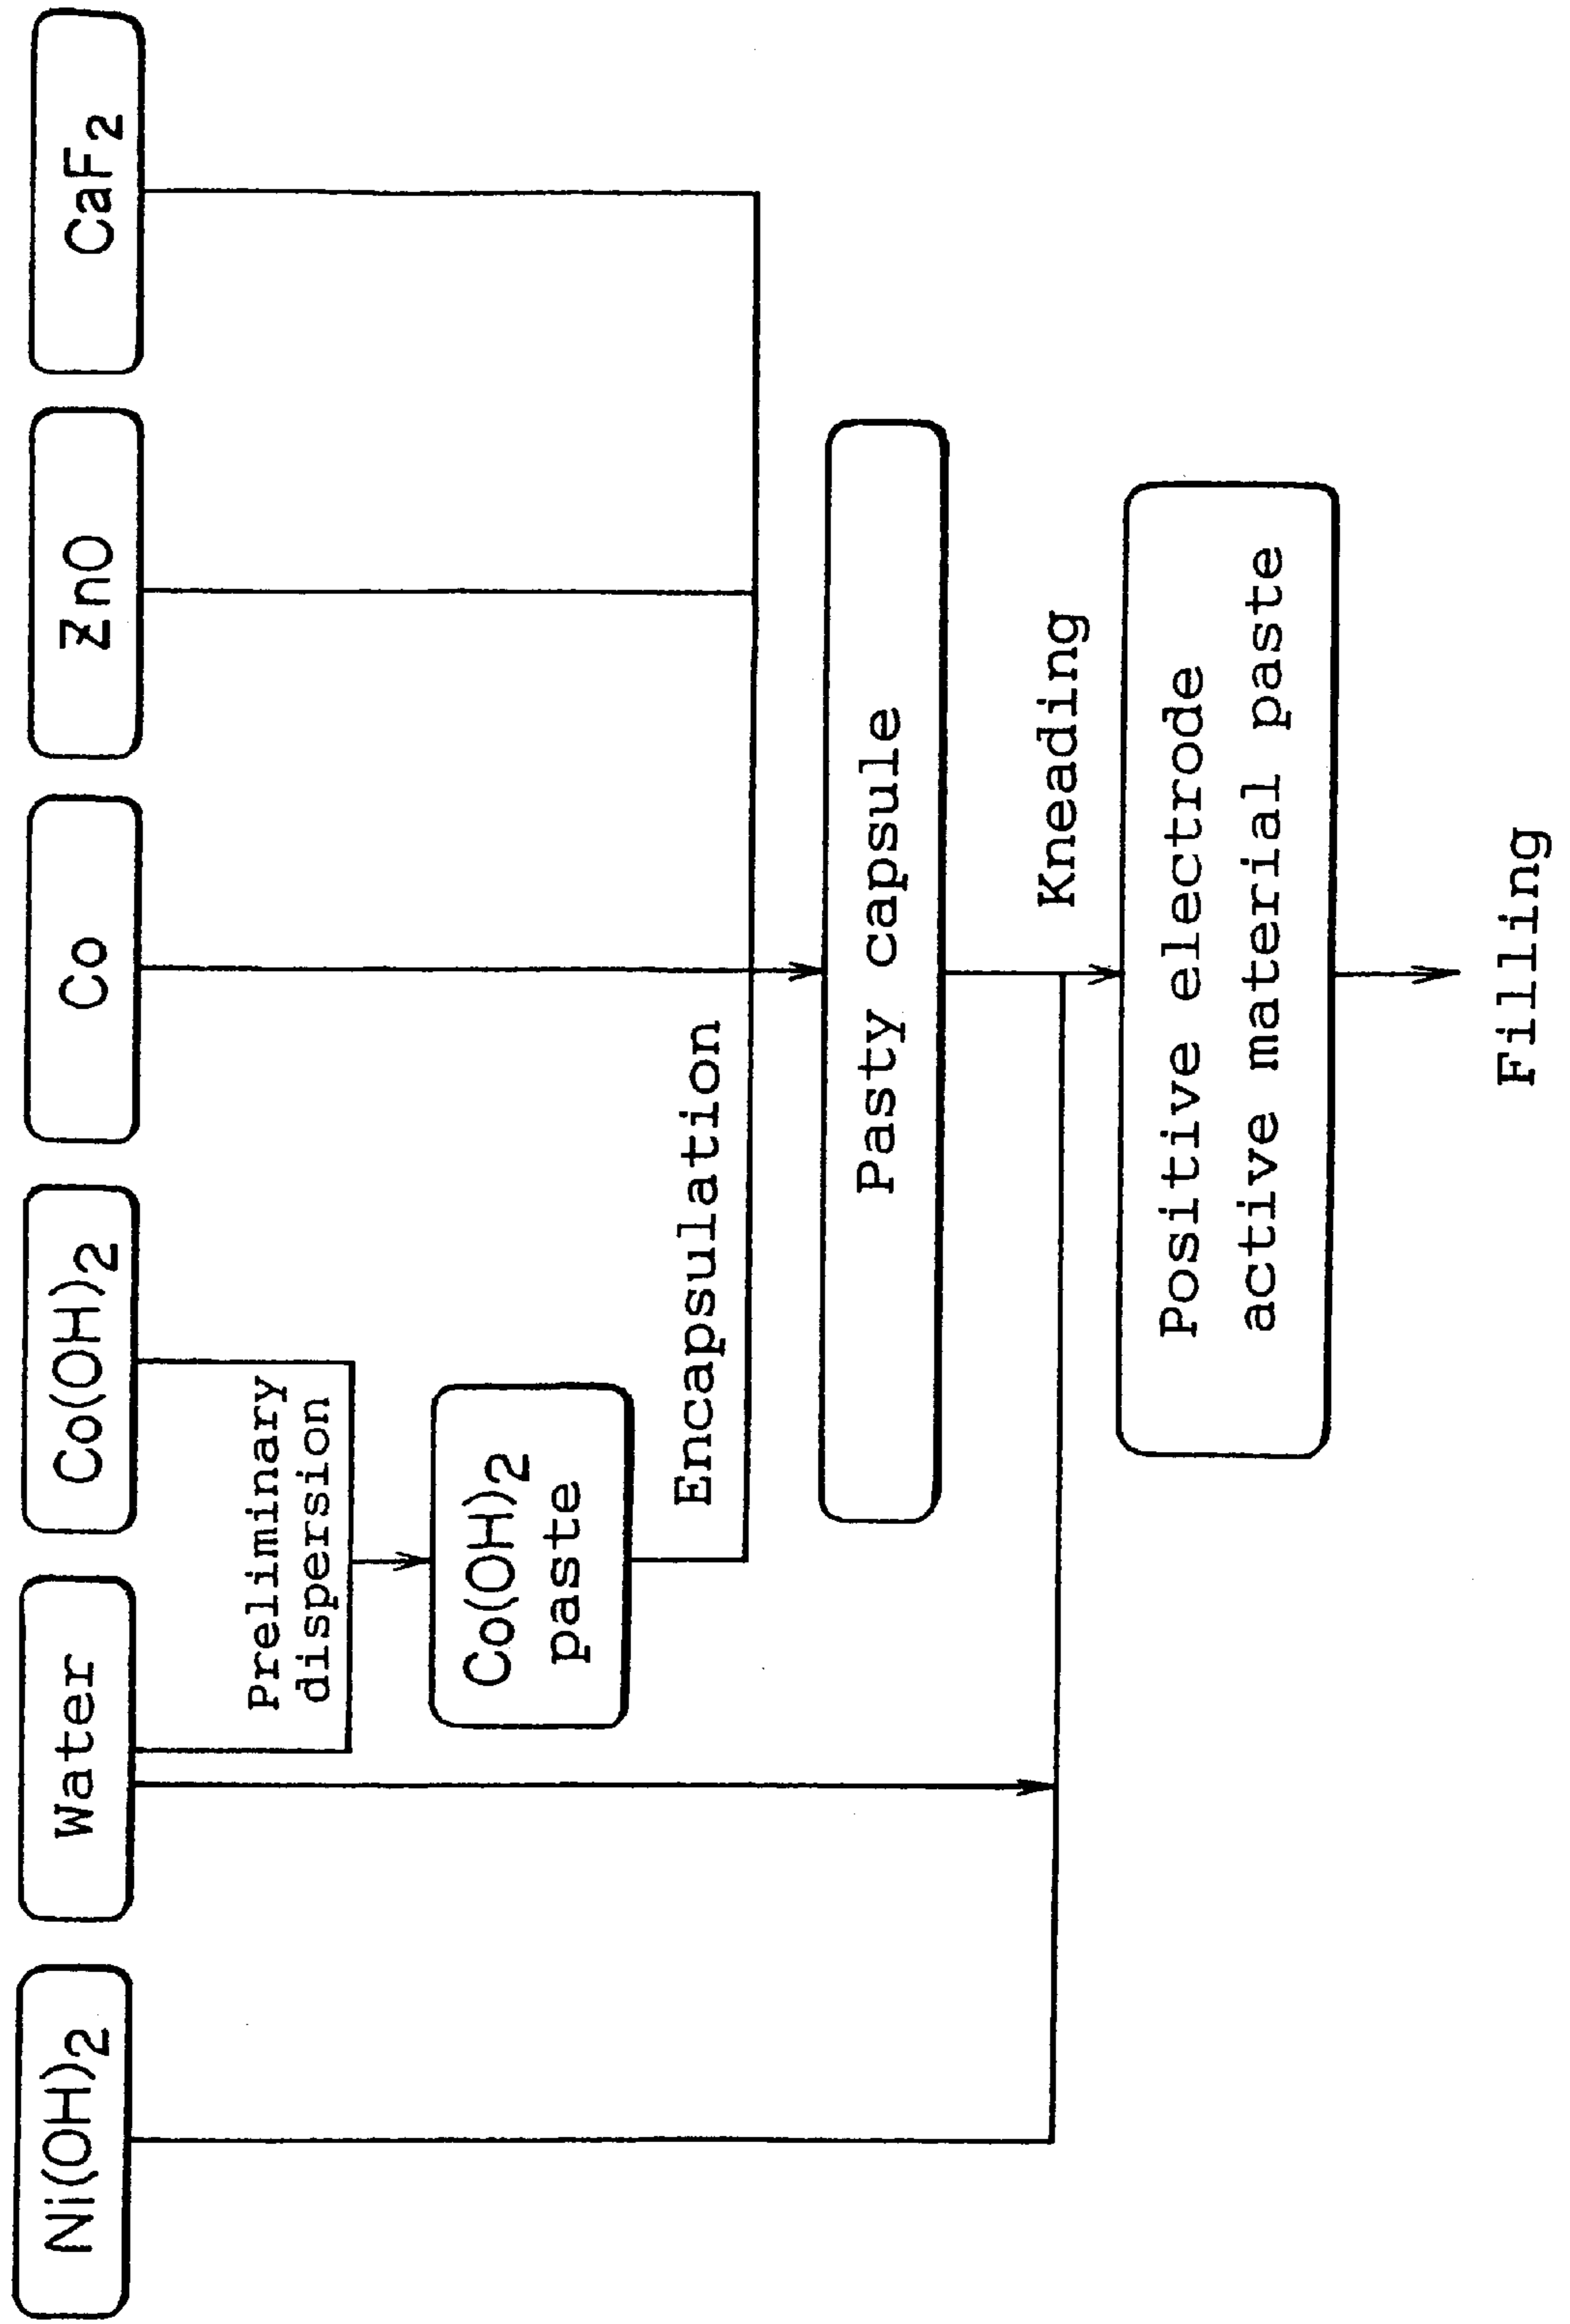 Ni(OH)2
Water
Co(OH)2
Co
ZnO
CaF2
Preliminary
dispersion
Co(OH)2
paste
Encapsulation
Pasty capsule
Kneading
Positive electrode
active material paste
Filling